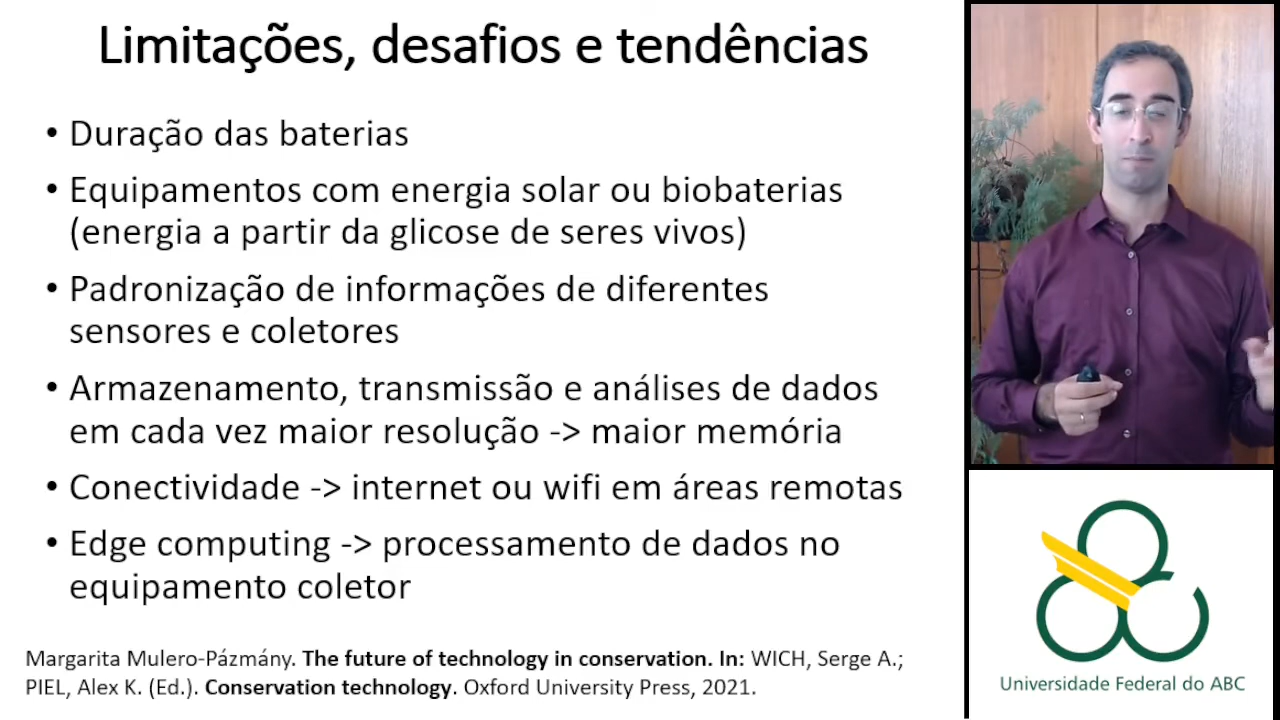 Limitações, desafios e tendências
• Duração das baterias
• Equipamentos com energia solar ou biobaterias
(energia a partir da glicose de seres vivos)
• Padronização de informações de diferentes
sensores e coletores
• Armazenamento, transmissão e análises de dados
em cada vez maior resolução -> maior memória
• Conectividade -> internet ou wifi em áreas remotas
• Edge computing -> processamento de dados no
equipamento coletor
Margarita Mulero-Pázmány. The future of technology in conservation. In: WICH, Serge A.;
PIEL, Alex K. (Ed.). Conservation technology. Oxford University Press, 2021.
Universidade Federal do ABC